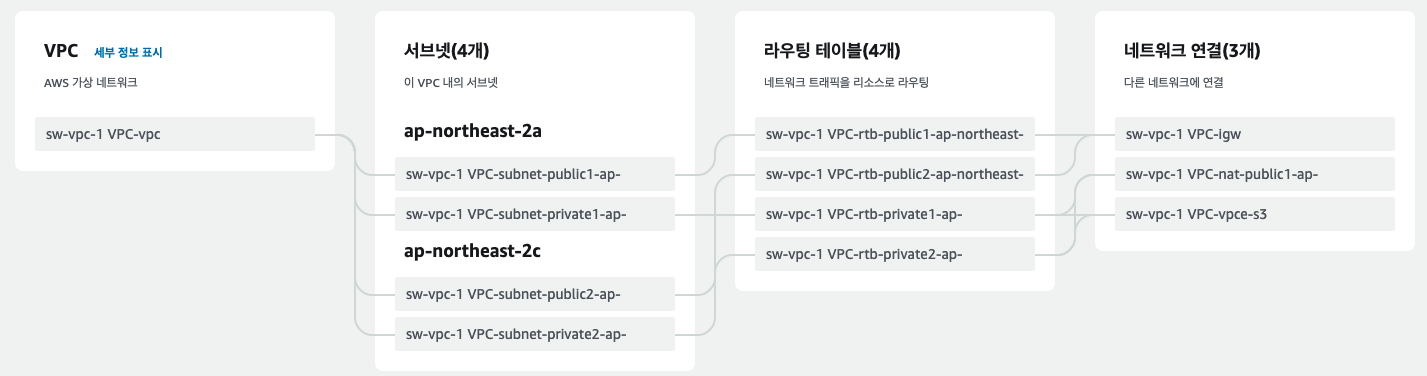 VPC 세부 정보 표시
AWS 가상 네트워크
sw-vpc-1 VPC-vpc
서브넷(4개)
이 VPC 내의 서브넷
ap-northeast-2a
sw-vpc-1 VPC-subnet-public1-ap-
sw-vpc-1 VPC-subnet-private1-ap-
ap-northeast-2c
sw-vpc-1 VPC-subnet-public2-ap-
sw-vpc-1 VPC-subnet-private2-ap-
라우팅 테이블(4개)
네트워크 트래픽을 리소스로 라우팅
sw-vpc-1 VPC-rtb-public1-ap-northeast-
sw-vpc-1 VPC-rtb-public2-ap-northeast-
sw-vpc-1 VPC-rtb-private1-ap-
sw-vpc-1 VPC-rtb-private2-ap-
네트워크 연결(3개)
다른 네트워크에 연결
sw-vpc-1 VPC-igw
sw-vpc-1 VPC-nat-public1-ap-
sw-vpc-1 VPC-vpce-s3